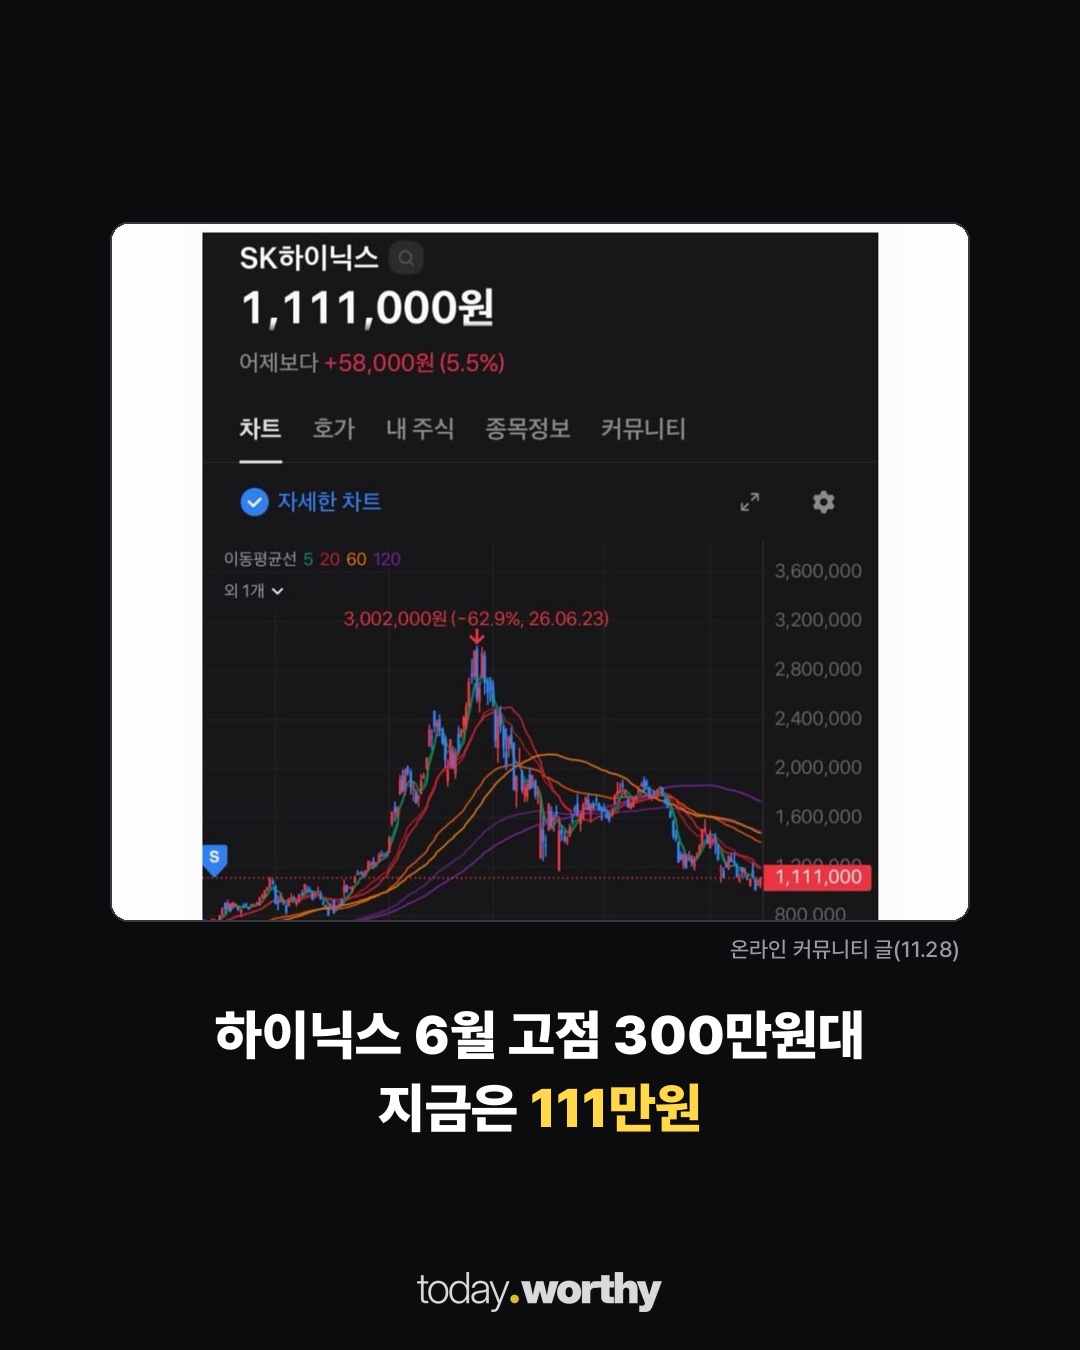 SK하이닉스
1,111,000원
어제보다 +58,000원 (5.5%)
차트 호가 내 주식 종목정보 커뮤니티
자세한 차트
이동평균선 5 20 60 120
외 1개
3,002,000원 (-62.9%, 26.06.23)
3,600,000
3,200,000
2,800,000
2,400,000
2,000,000
1,600,000
1,200,000
1,111,000
800,000
S
온라인 커뮤니티 글(11.28)
하이닉스 6월 고점 300만원대
지금은 111만원
today.worthy